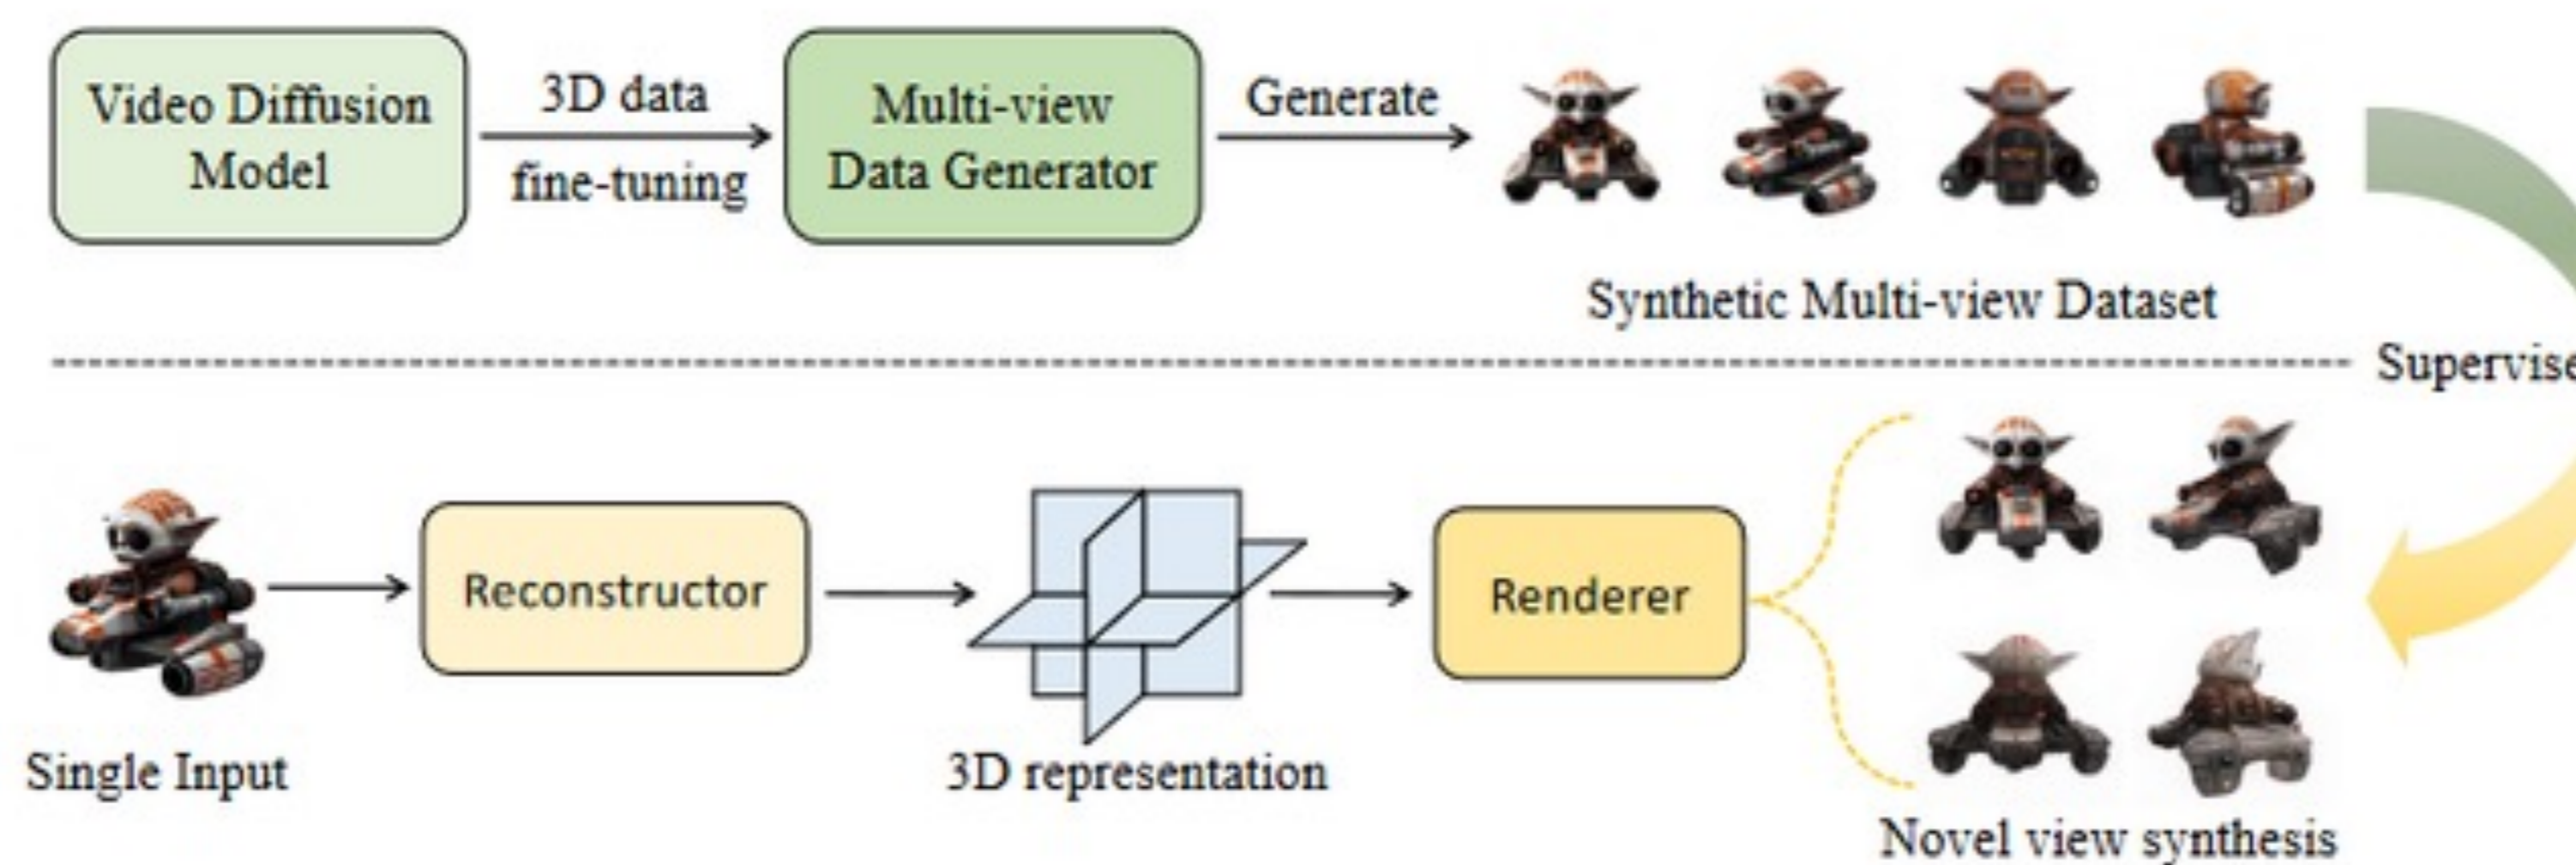 Video Diffusion
Model
3D data
fine-tuning
Multi-view
Data Generator
Generate
Synthetic Multi-view Dataset
Supervise
Single Input
Reconstructor
3D representation
Renderer
Novel view synthesis